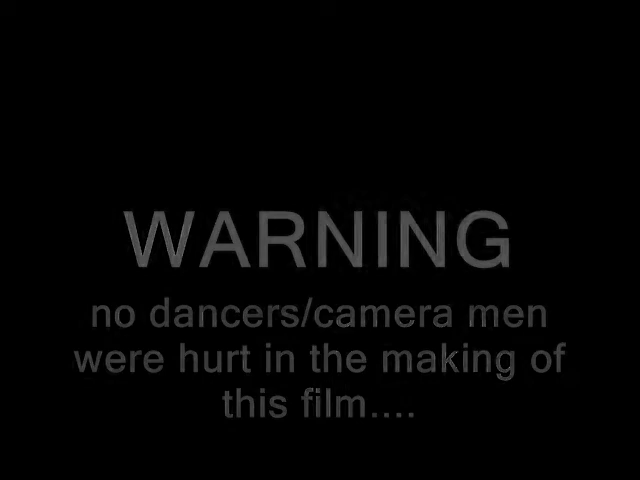 WARNING
no dancers/camera men
were hurt in the making of
this film....